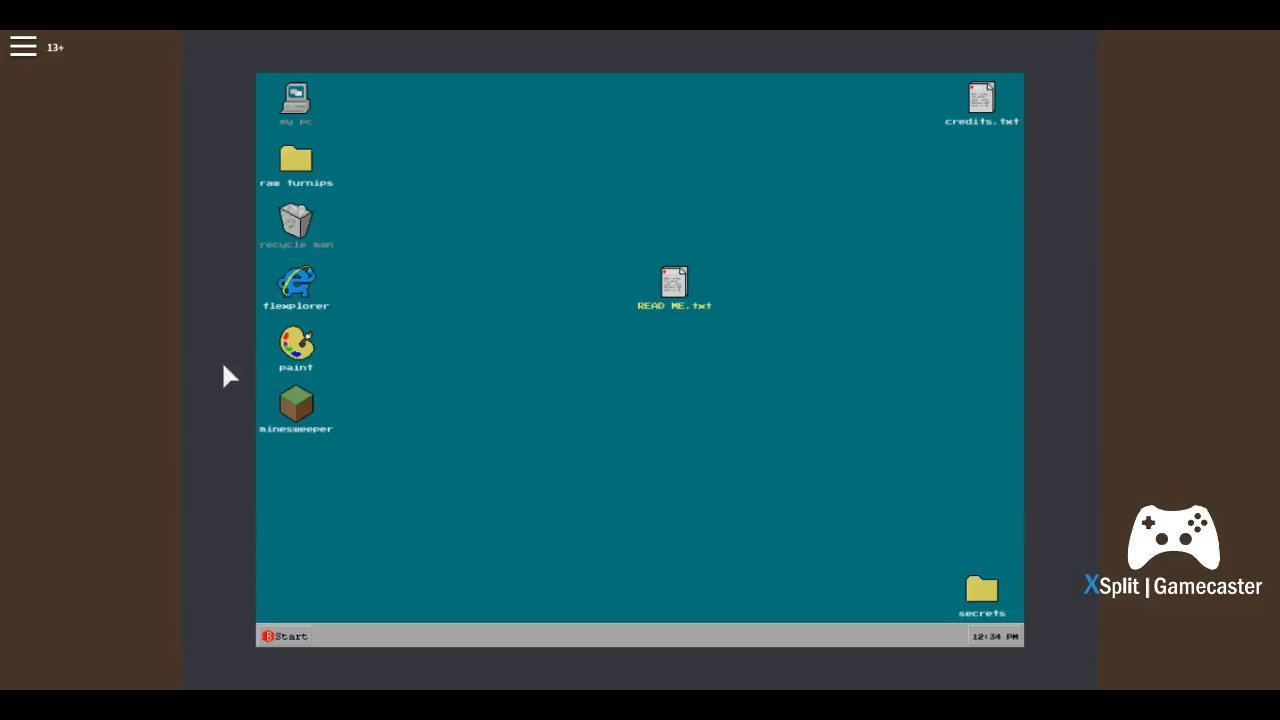 13+
my pc
credits.txt
raw turnips
recycle man
flexplorer
READ ME.txt
paint
minesweeper
XSplit | Gamecaster
secrets
Start
12:34 PM